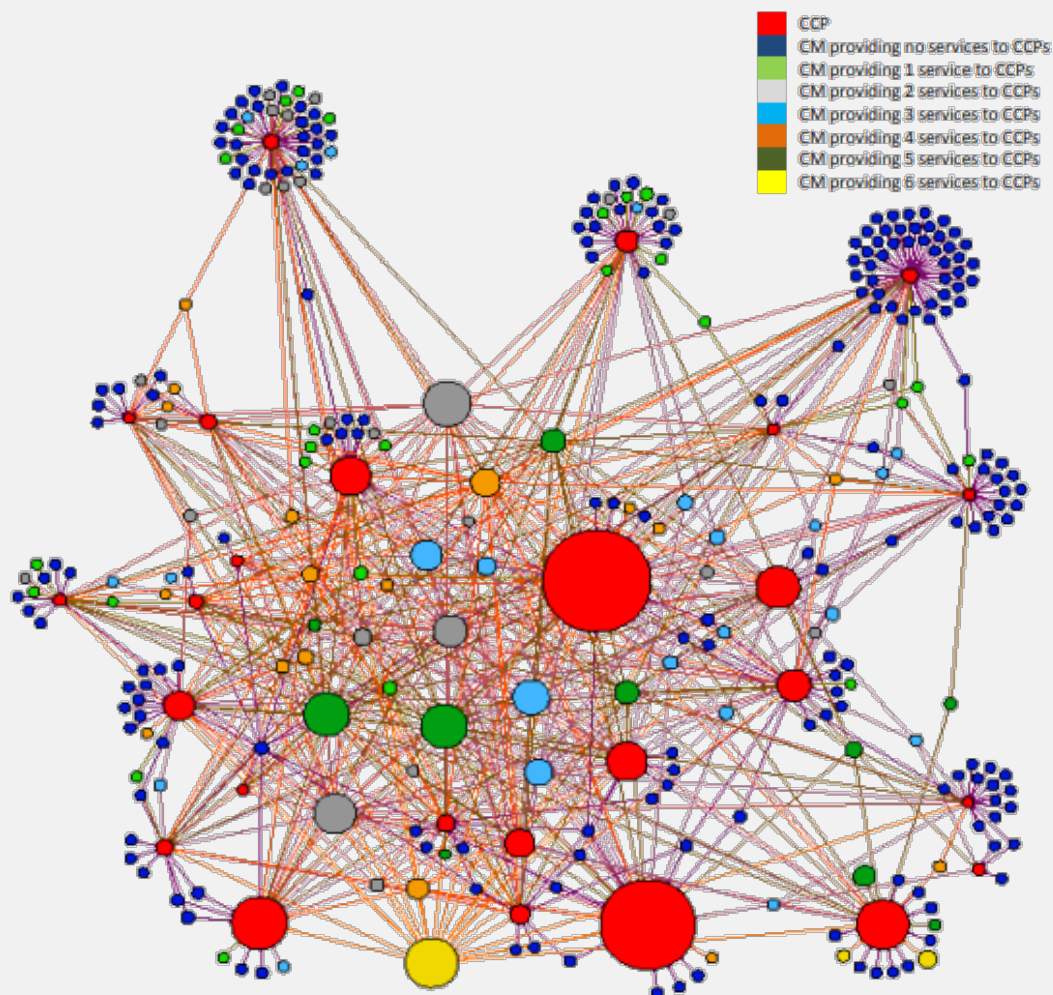 CCP
CM providing no services to CCPs
CM providing 1 service to CCPs
CM providing 2 services to CCPs
CM providing 3 services to CCPs
CM providing 4 services to CCPs
CM providing 5 services to CCPs
CM providing 6 services to CCPs